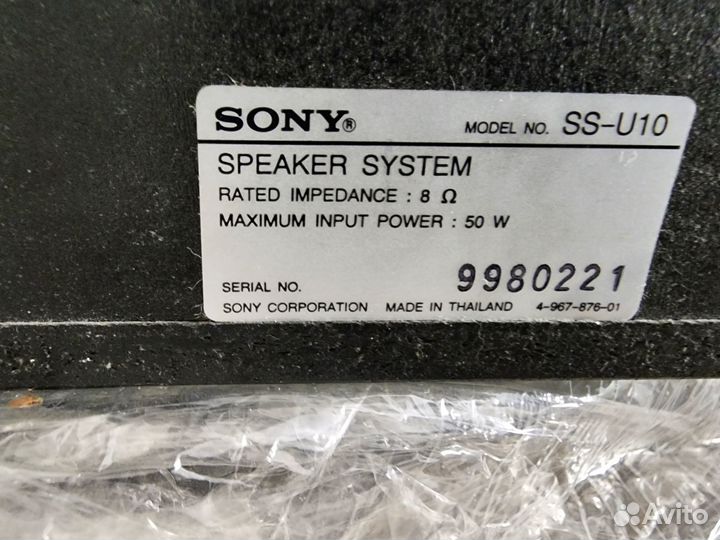 SONY® MODEL NO. SS-U10
SPEAKER SYSTEM
RATED IMPEDANCE : 8 Ω
MAXIMUM INPUT POWER : 50 W
SERIAL NO. 9980221
SONY CORPORATION MADE IN THAILAND 4-967-876-01
Avito